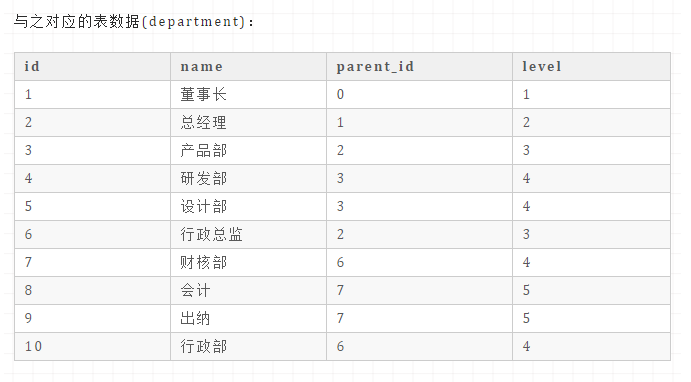 与之对应的表数据(department)：
id name parent_id level
1 董事长 0 1
2 总经理 1 2
3 产品部 2 3
4 研发部 3 4
5 设计部 3 4
6 行政总监 2 3
7 财核部 6 4
8 会计 7 5
9 出纳 7 5
10 行政部 6 4